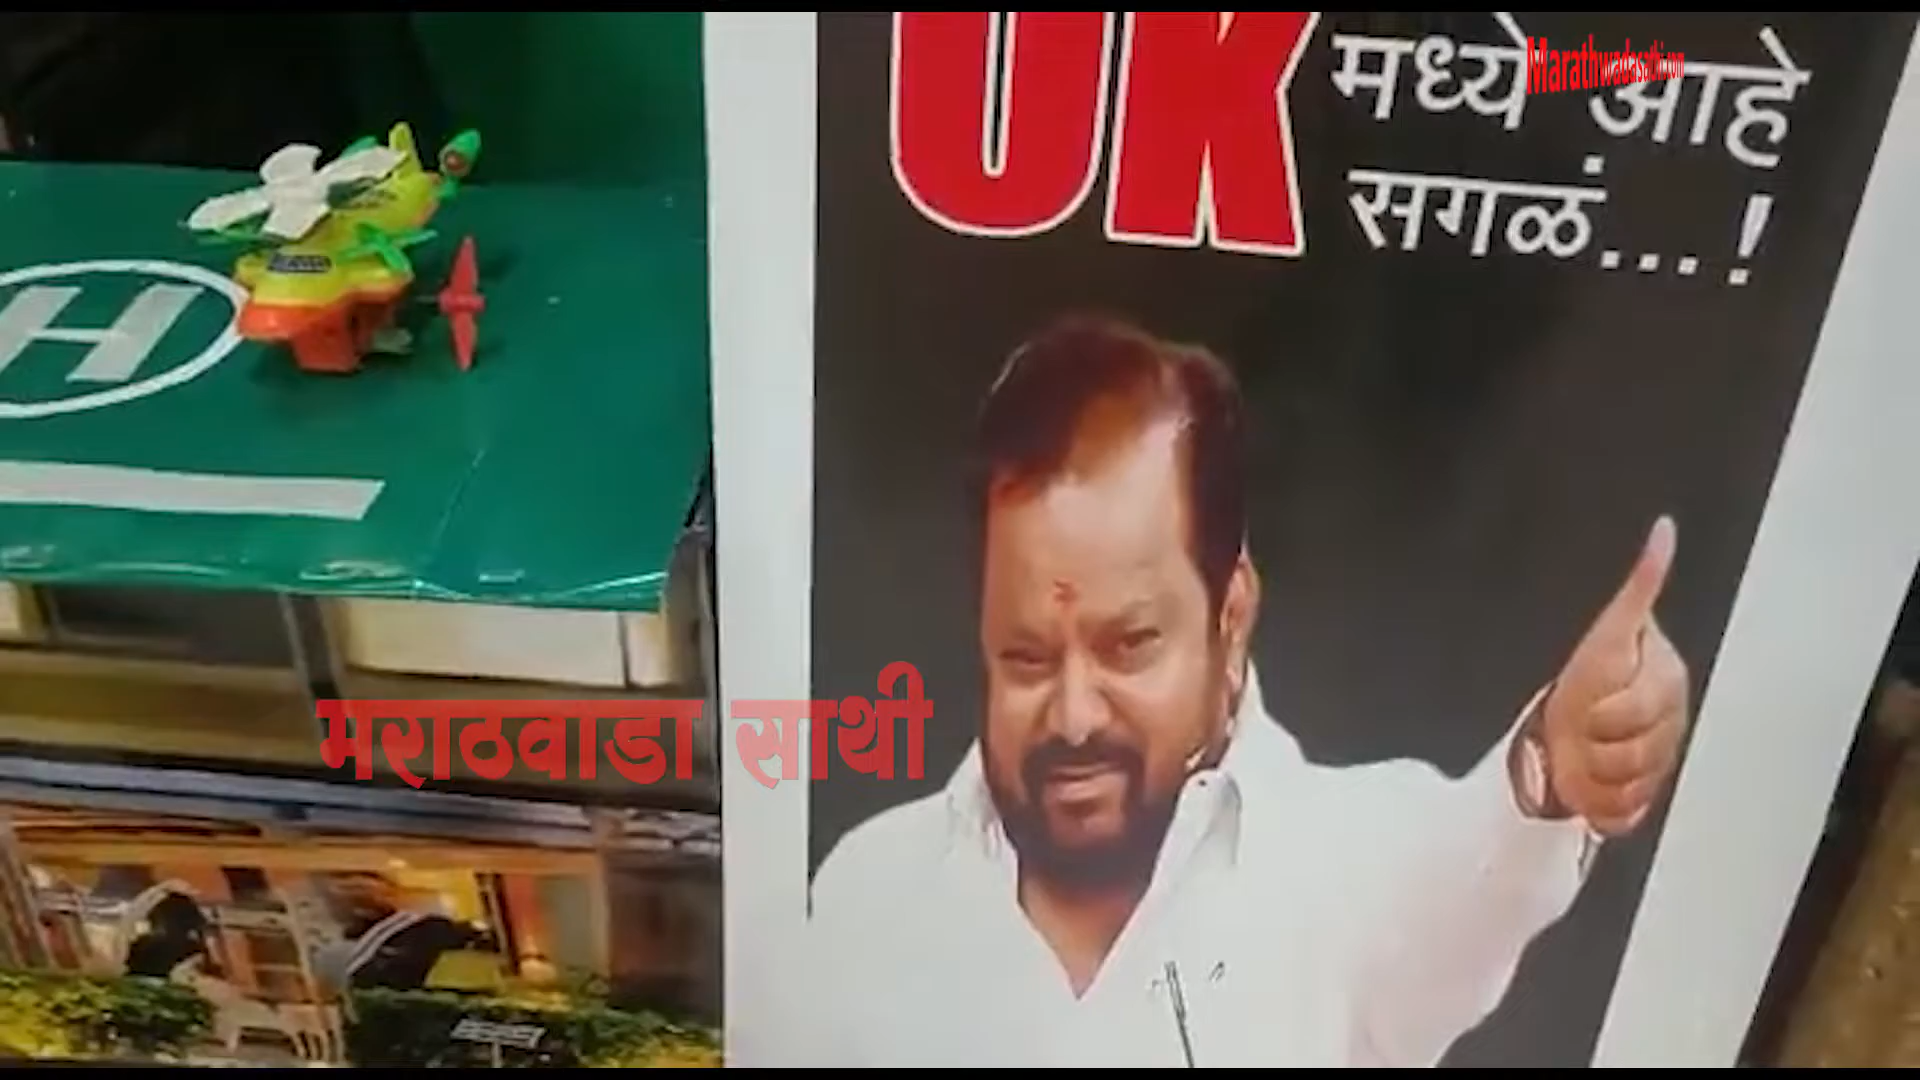 OK मध्ये आहे
सगळं...!
Marathwadasathi.com
H
मराठवाडा साथी